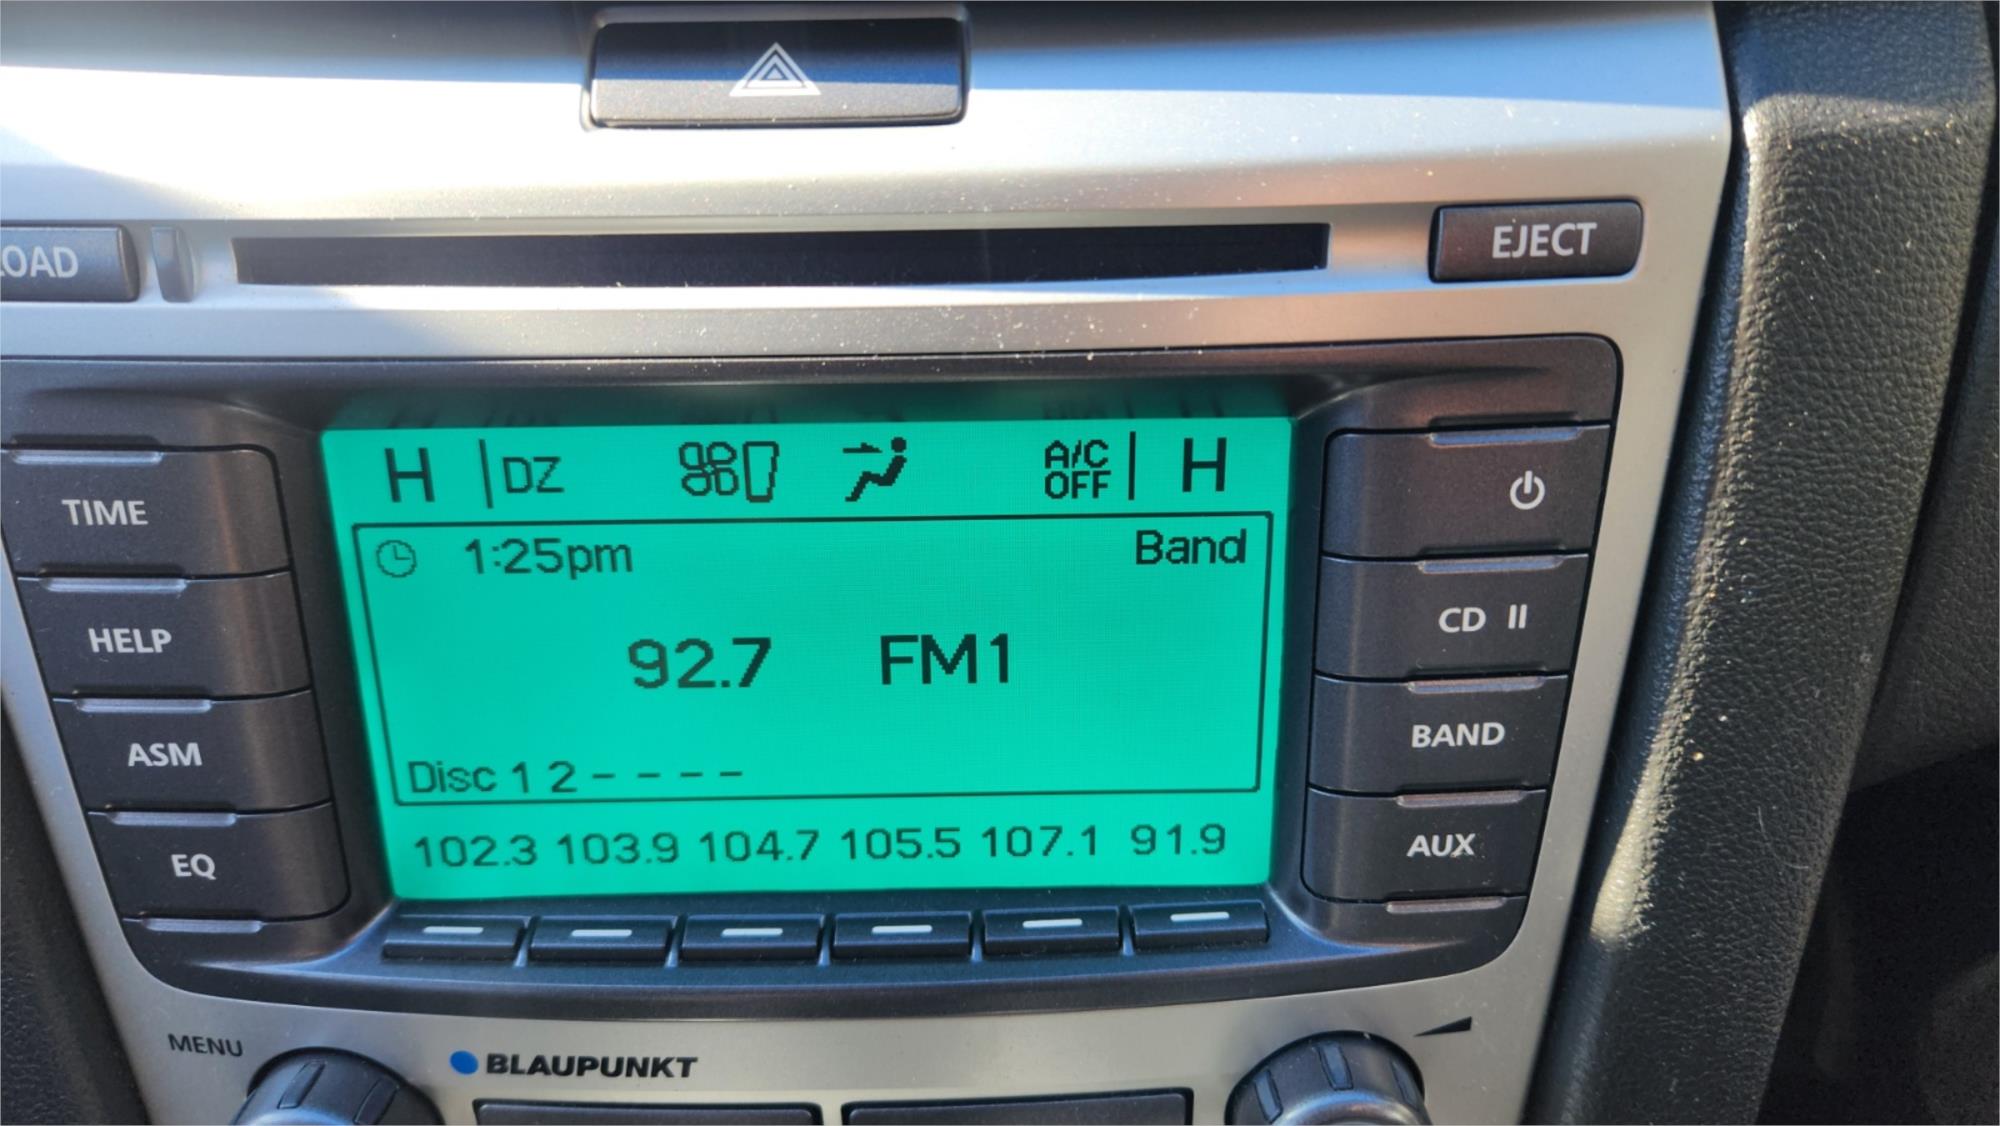 LOAD
EJECT
H DZ A/C OFF H
TIME
HELP
ASM
EQ
1:25pm Band
92.7 FM1
Disc 1 2 - - - -
102.3 103.9 104.7 105.5 107.1 91.9
CD II
BAND
AUX
MENU
BLAUPUNKT